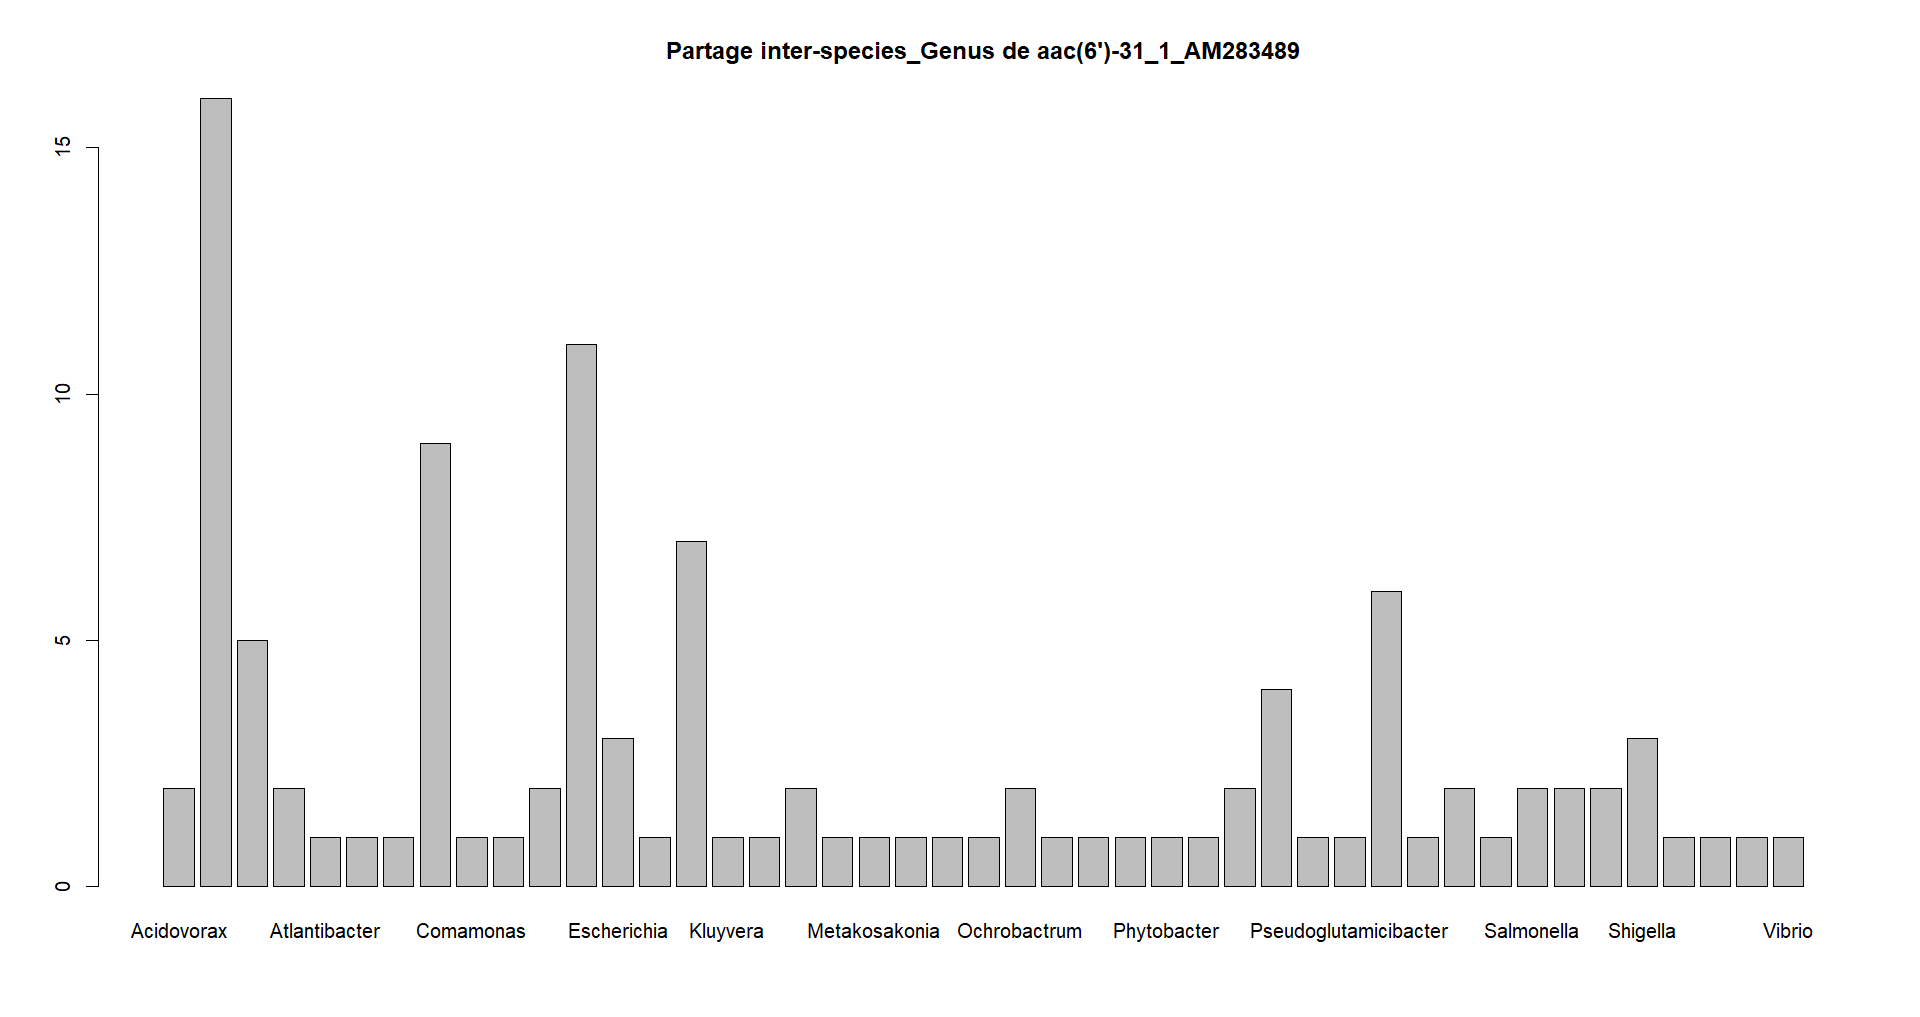 Partage inter-species_Genus de aac(6')-31_1_AM283489
15
10
5
0
Acidovorax Atlantibacter Comamonas Escherichia Kluyvera Metakosakonia Ochrobactrum Phytobacter Pseudoglutamicibacter Salmonella Shigella Vibrio